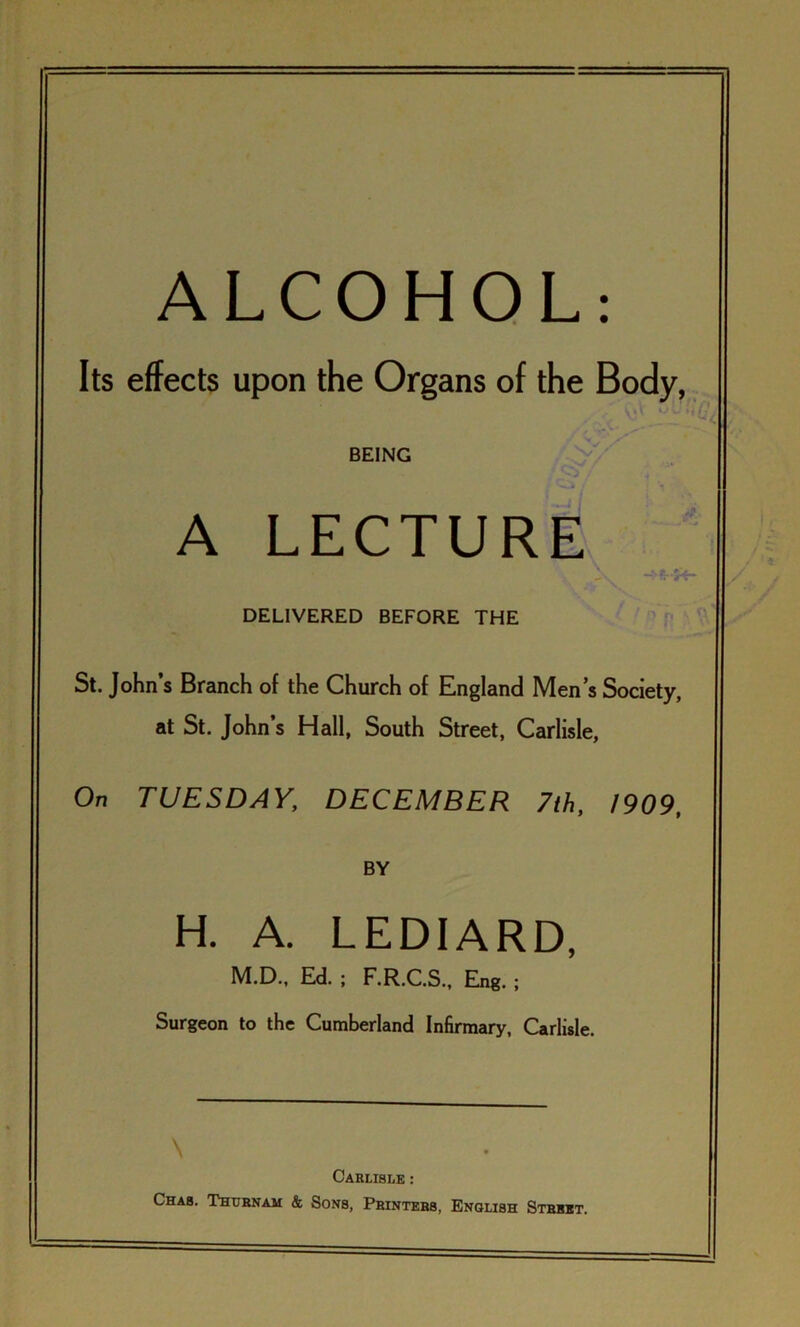 ALCOHOL:
Its effects upon the Organs of the Body,
BEING
A LECTURE
DELIVERED BEFORE THE
St. John's Branch of the Church of England Men's Society,
at St. John's Hall, South Street, Carlisle,
On TUESDAY, DECEMBER 7th, 1909,
BY
H. A. LEDIARD,
M.D., Ed. ; F.R.C.S., Eng. ;
Surgeon to the Cumberland Infirmary, Carlisle.
CARLISLE :
CHAS. THURNAM & SONS, PRINTERS, ENGLISH STREET.